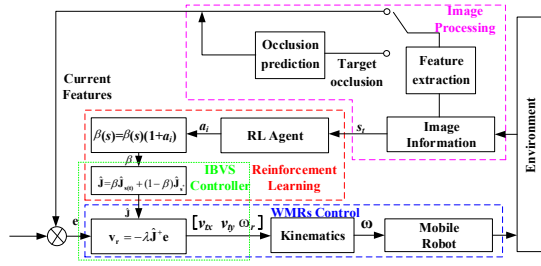 Image
Processing
Occlusion
prediction
Target
occlusion
Feature
extraction
Current
Features
β(s)=β(s)(1+a_i)
a_i
RL Agent
s_t
Image
Information
Environment
β
IBVS
Controller
Reinforcement
Learning
Ĵ=βĴ_s(t)+(1−β)Ĵ_s*
Ĵ
WMRs Control
e
v_r = −λĴ⁺e
[v_tx v_ty ω_r]
Kinematics
ω
Mobile
Robot